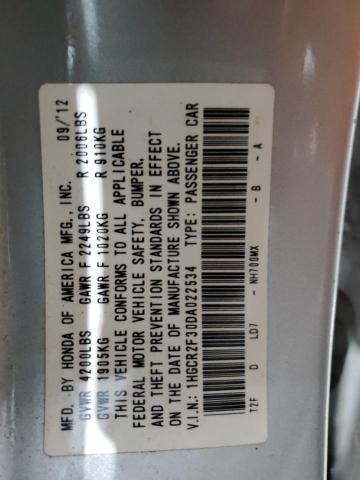 MFD. BY HONDA OF AMERICA MFG., INC. 09/12
GVWR 4200LBS GAWR F 2249LBS R 2006LBS
GVWR 1905KG GAWR F 1020KG R 910KG
THIS VEHICLE CONFORMS TO ALL APPLICABLE
FEDERAL MOTOR VEHICLE SAFETY, BUMPER,
AND THEFT PREVENTION STANDARDS IN EFFECT
ON THE DATE OF MANUFACTURE SHOWN ABOVE.
V.I.N.: 1HGCR2F30DA022534 TYPE: PASSENGER CAR
T2F D LD7 - NH700MX - B - A